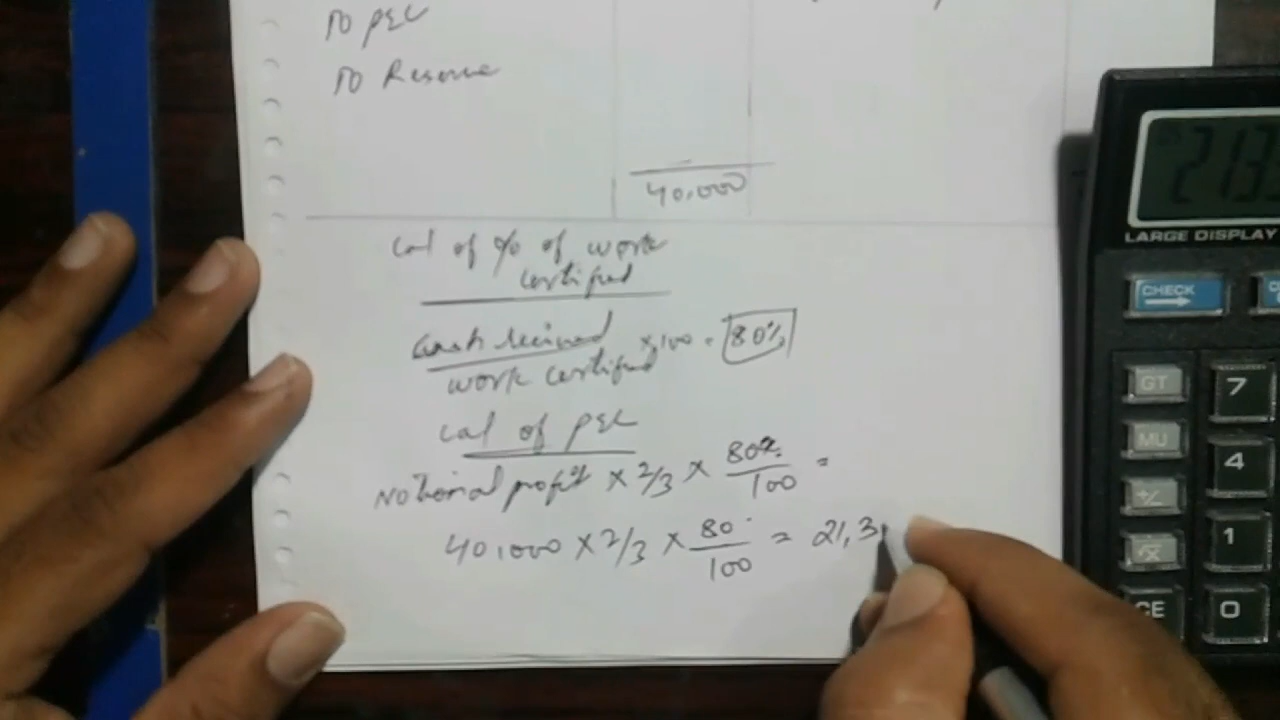 To P&L
To Reserve
40,000
Cal of % of work
certified
Cash received × 100 = 80%
work certified
Cal of P&L
Notional profit × 2/3 × 80% / 100 =
40,000 × 2/3 × 80 / 100 = 21,3
213
LARGE DISPLAY
CHECK
GT
7
MU
4
+/-
1
√x
CE
0